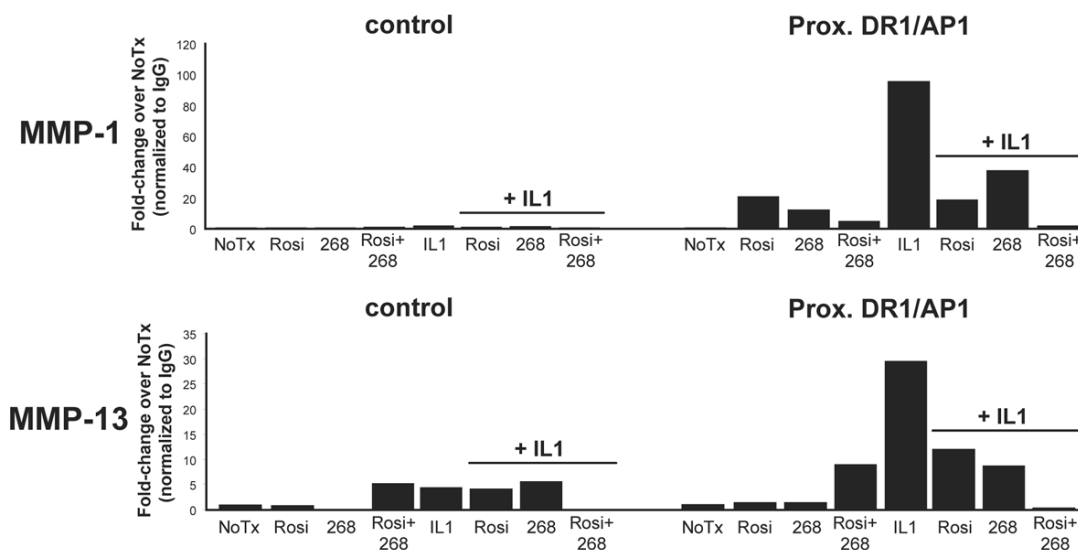 control
Prox. DR1/AP1
MMP-1
Fold-change over NoTx
(normalized to IgG)
120
100
80
60
40
20
0
+ IL1
+ IL1
NoTx Rosi 268 Rosi+ IL1 Rosi 268 Rosi+
268 268
NoTx Rosi 268 Rosi+ IL1 Rosi 268 Rosi+
268 268
control
Prox. DR1/AP1
MMP-13
Fold-change over NoTx
(normalized to IgG)
35
30
25
20
15
10
5
0
+ IL1
+ IL1
NoTx Rosi 268 Rosi+ IL1 Rosi 268 Rosi+
268 268
NoTx Rosi 268 Rosi+ IL1 Rosi 268 Rosi+
268 268